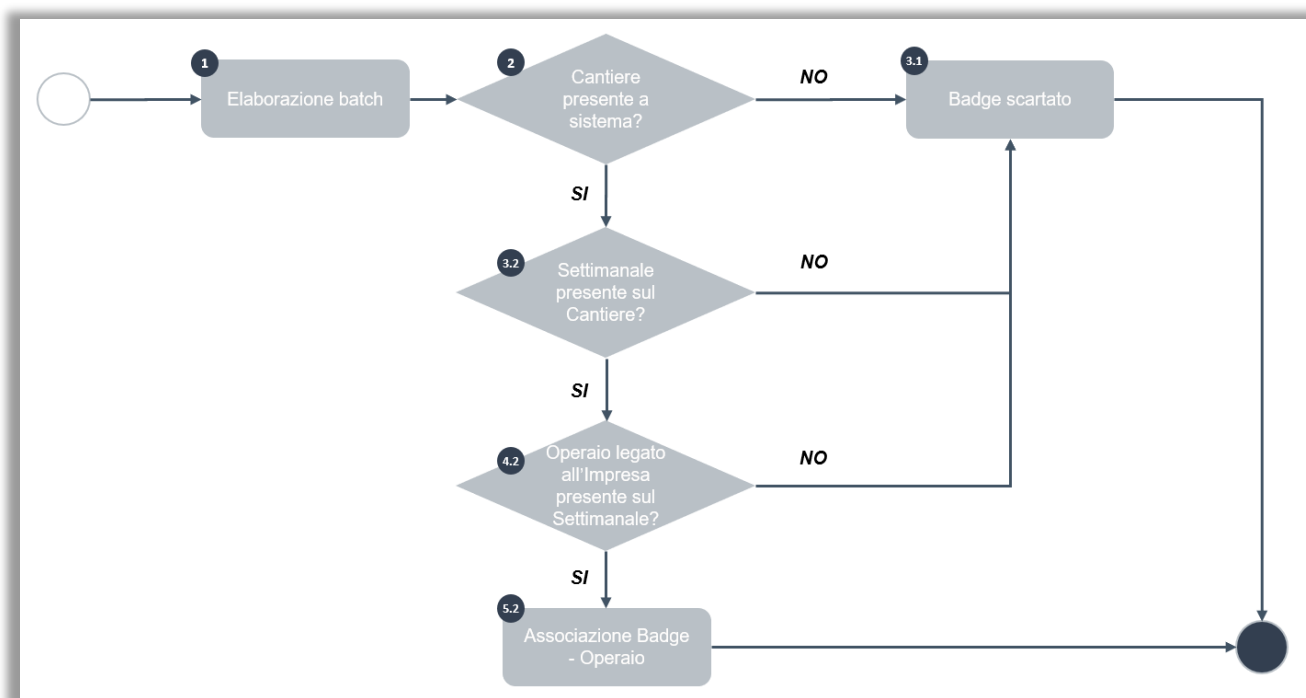 1
Elaborazione batch
2
Cantiere
presente a
sistema?
NO
3.1
Badge scartato
SI
3.2
Settimanale
presente sul
Cantiere?
NO
SI
4.2
Operaio legato
all'Impresa
presente sul
Settimanale?
NO
SI
5.2
Associazione Badge
- Operaio